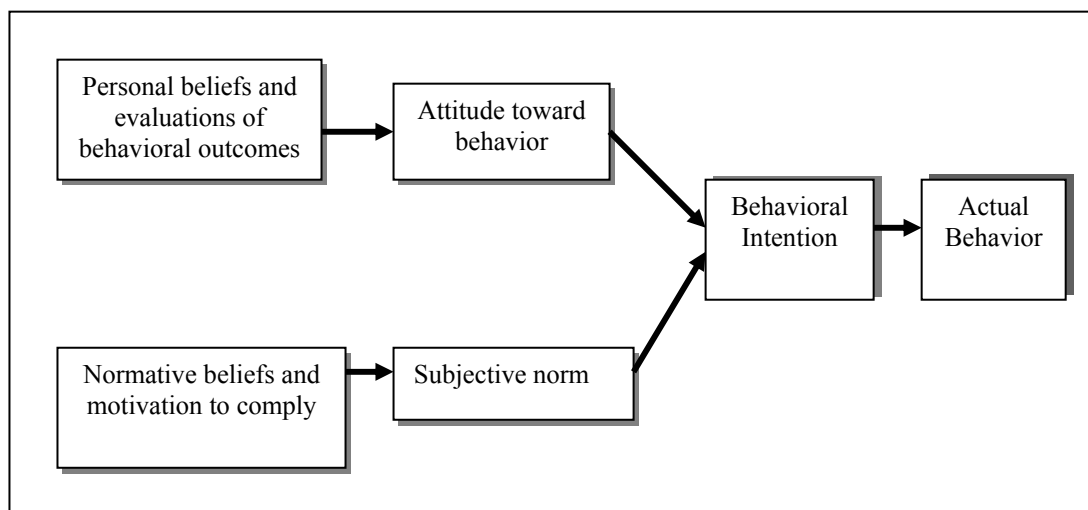 Personal beliefs and
evaluations of
behavioral outcomes
Attitude toward
behavior
Behavioral
Intention
Actual
Behavior
Normative beliefs and
motivation to comply
Subjective norm